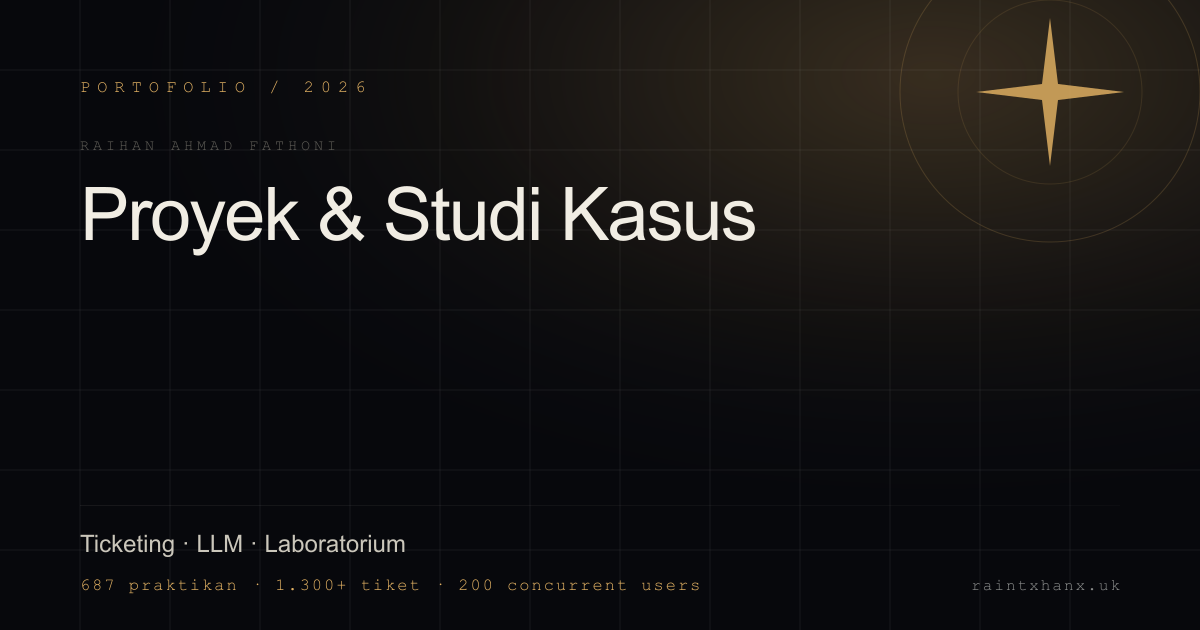 PORTOFOLIO / 2026
RAIHAN AHMAD FATHONI
Proyek & Studi Kasus
Ticketing · LLM · Laboratorium
687 praktikan · 1.300+ tiket · 200 concurrent users
raintxhanx.uk